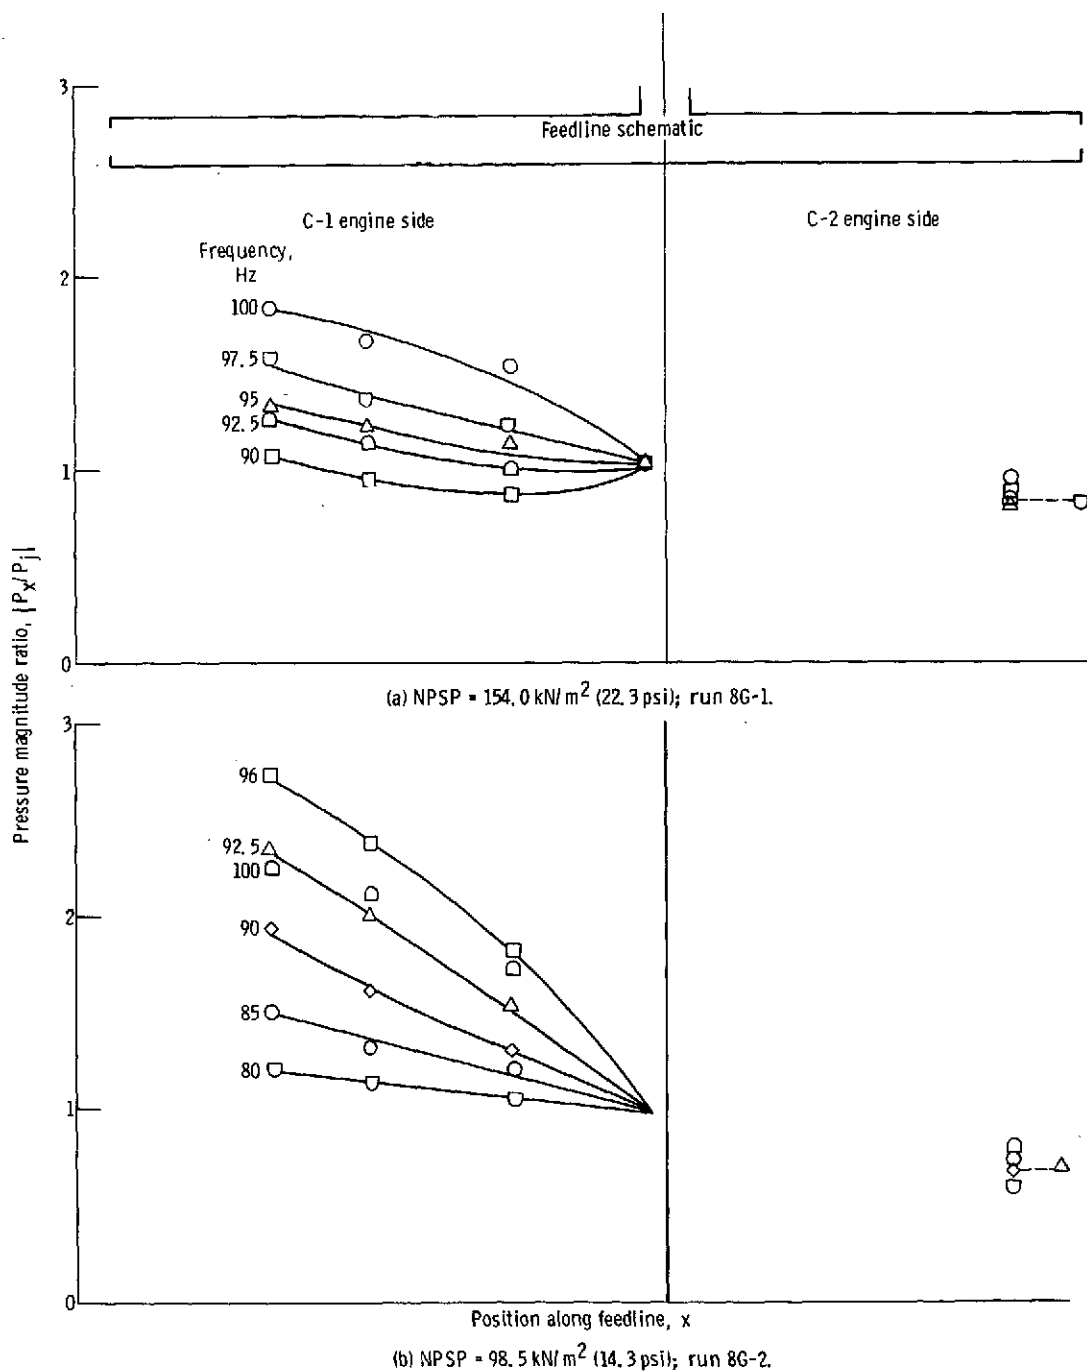 3
Feedline schematic
C-1 engine side
C-2 engine side
Frequency,
Hz
2
100
97.5
95
92.5
90
1
0
Pressure magnitude ratio, |Px/Pj|
(a) NPSP = 154.0 kN/m² (22.3 psi); run 8G-1.
3
96
92.5
100
2
90
85
80
1
0
Position along feedline, x
(b) NPSP = 98.5 kN/m² (14.3 psi); run 8G-2.